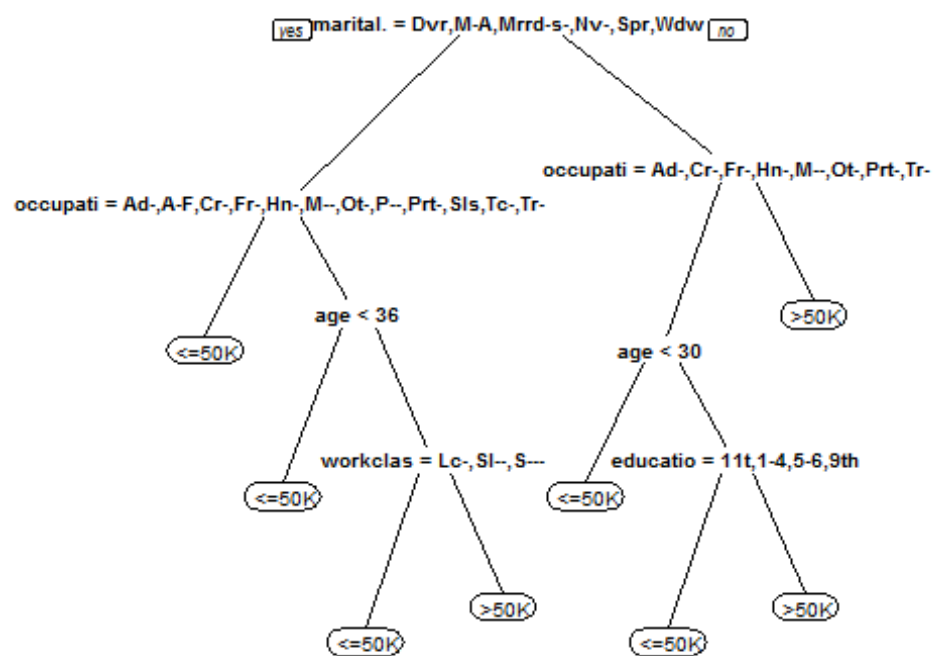 yes marital. = Dvr,M-A,Mrrd-s-,Nv-,Spr,Wdw no
occupati = Ad-,Cr-,Fr-,Hn-,M--,Ot-,Prt-,Tr-
occupati = Ad-,A-F,Cr-,Fr-,Hn-,M--,Ot-,P--,Prt-,Sls,Tc-,Tr-
age < 36
>50K
<=50K
age < 30
workclas = Lc-,Sl--,S---
educatio = 11t,1-4,5-6,9th
<=50K
<=50K
>50K
>50K
<=50K
<=50K